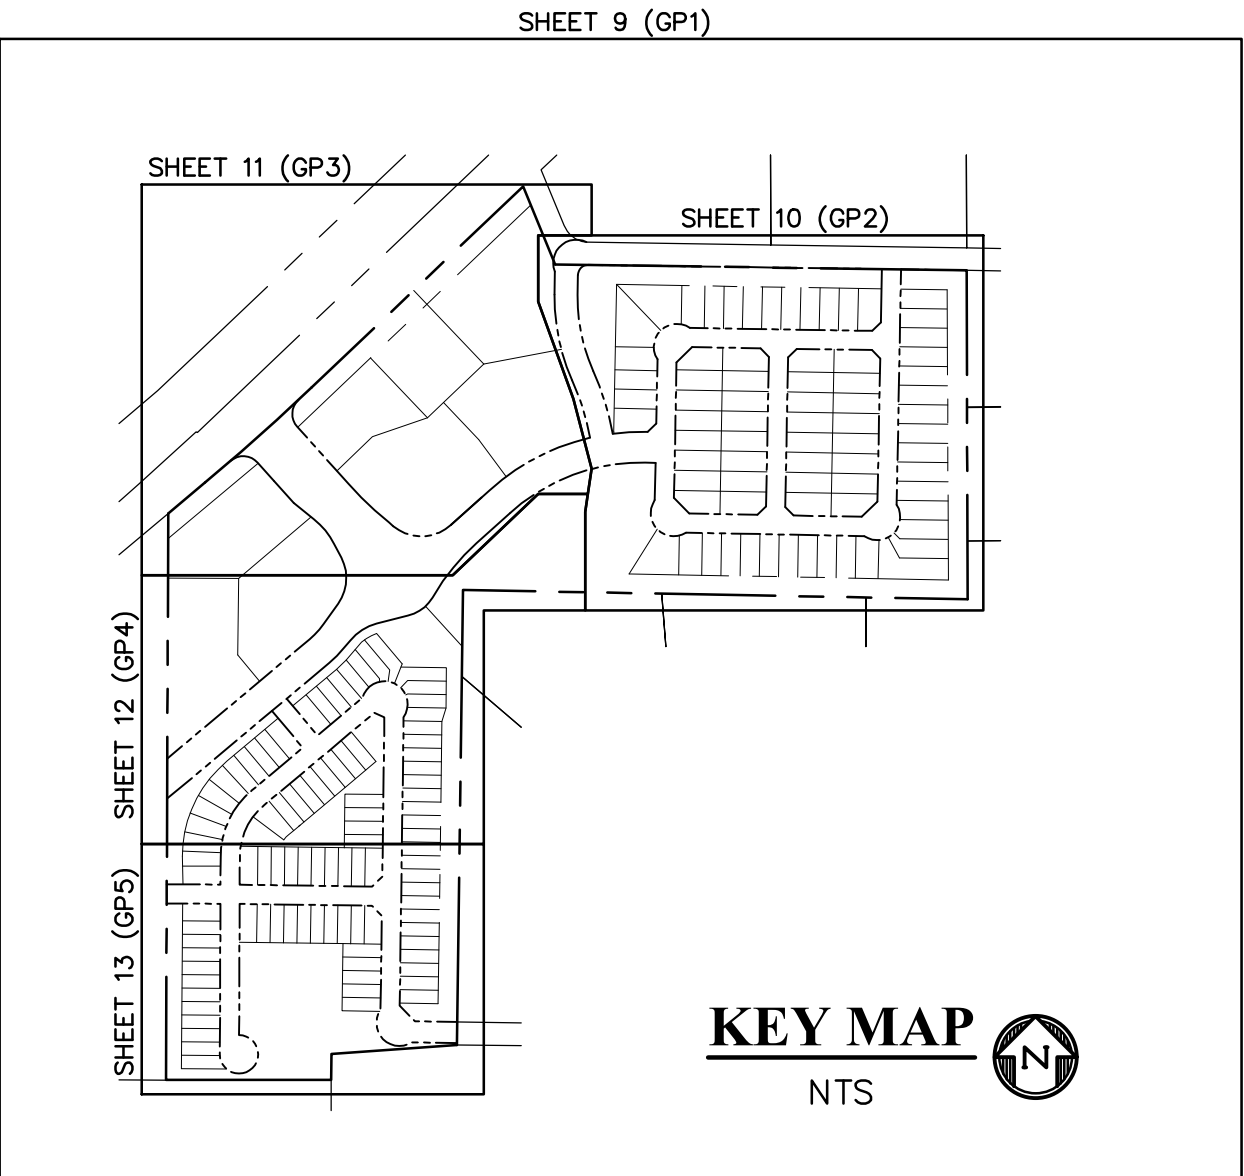 SHEET 9 (GP1)
SHEET 11 (GP3)
SHEET 10 (GP2)
SHEET 12 (GP4)
SHEET 13 (GP5)
KEY MAP
NTS
N